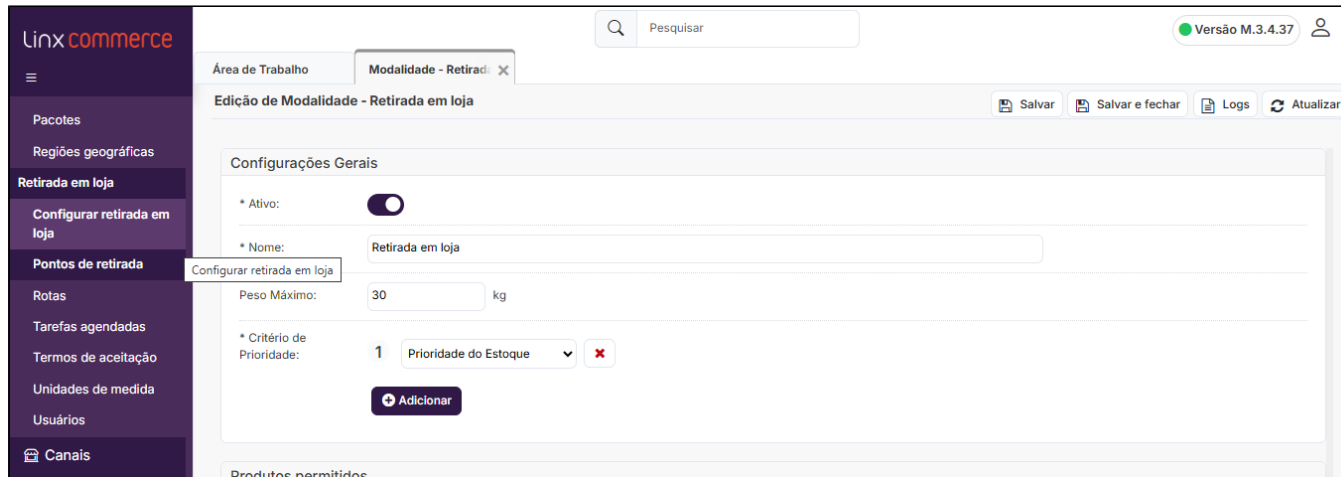 Linx commerce
Pesquisar
Versão M.3.4.37
Área de Trabalho
Modalidade - Retirada
Edição de Modalidade - Retirada em loja
Salvar
Salvar e fechar
Logs
Atualizar
Pacotes
Regiões geográficas
Retirada em loja
Configurar retirada em
loja
Pontos de retirada
Rotas
Tarefas agendadas
Termos de aceitação
Unidades de medida
Usuários
Canais
Configurar retirada em loja
Configurações Gerais
* Ativo:
* Nome:
Retirada em loja
Peso Máximo:
30
kg
* Critério de
Prioridade:
1
Prioridade do Estoque
Adicionar
Produtos permitidos